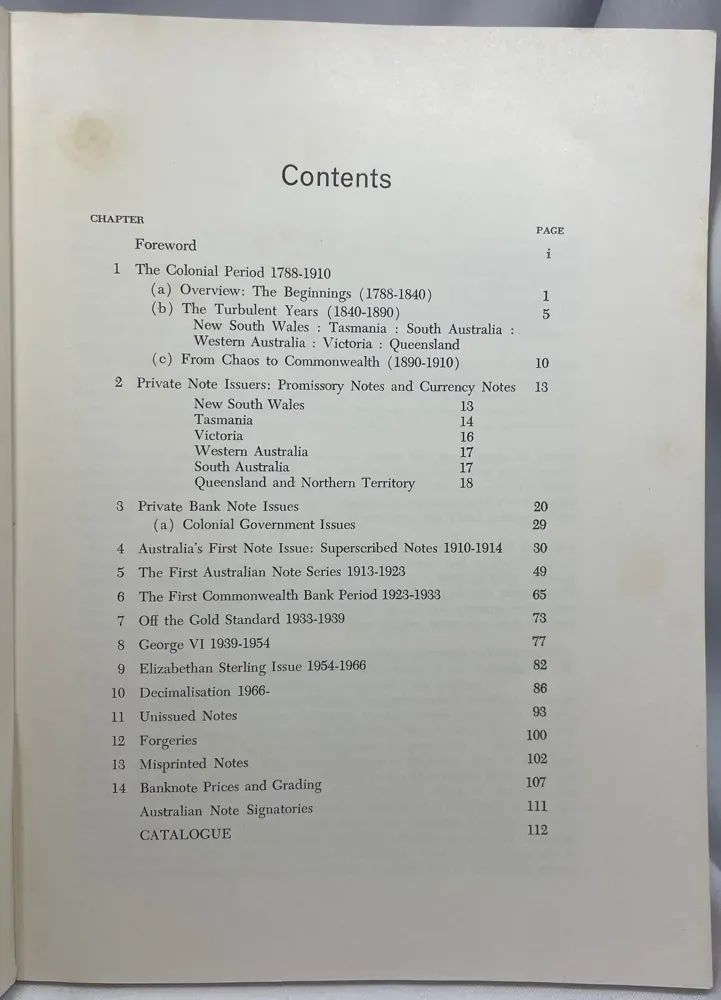 Contents
CHAPTER PAGE
Foreword i
1 The Colonial Period 1788-1910
(a) Overview: The Beginnings (1788-1840) 1
(b) The Turbulent Years (1840-1890) 5
New South Wales : Tasmania : South Australia :
Western Australia : Victoria : Queensland
(c) From Chaos to Commonwealth (1890-1910) 10
2 Private Note Issuers: Promissory Notes and Currency Notes 13
New South Wales 13
Tasmania 14
Victoria 16
Western Australia 17
South Australia 17
Queensland and Northern Territory 18
3 Private Bank Note Issues 20
(a) Colonial Government Issues 29
4 Australia's First Note Issue: Superscribed Notes 1910-1914 30
5 The First Australian Note Series 1913-1923 49
6 The First Commonwealth Bank Period 1923-1933 65
7 Off the Gold Standard 1933-1939 73
8 George VI 1939-1954 77
9 Elizabethan Sterling Issue 1954-1966 82
10 Decimalisation 1966- 86
11 Unissued Notes 93
12 Forgeries 100
13 Misprinted Notes 102
14 Banknote Prices and Grading 107
Australian Note Signatories 111
CATALOGUE 112